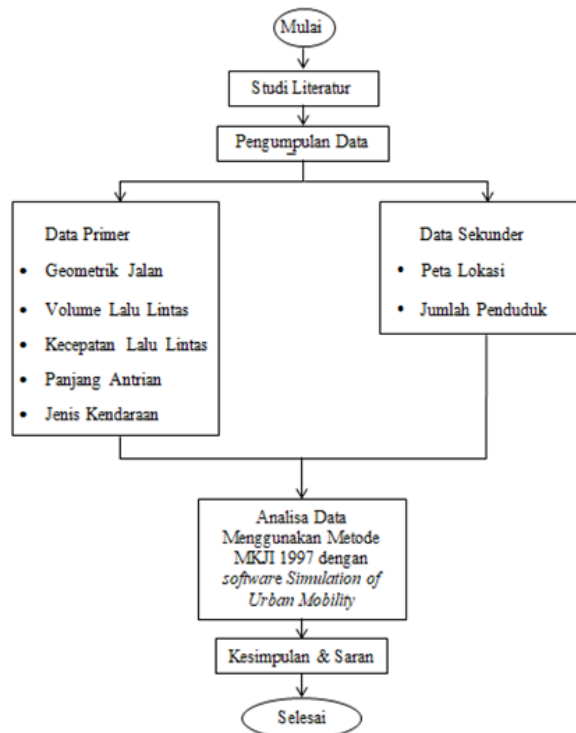 Mulai
Studi Literatur
Pengumpulan Data
Data Primer
• Geometrik Jalan
• Volume Lalu Lintas
• Kecepatan Lalu Lintas
• Panjang Antrian
• Jenis Kendaraan
Data Sekunder
• Peta Lokasi
• Jumlah Penduduk
Analisa Data
Menggunakan Metode
MKJI 1997 dengan
software Simulation of
Urban Mobility
Kesimpulan & Saran
Selesai